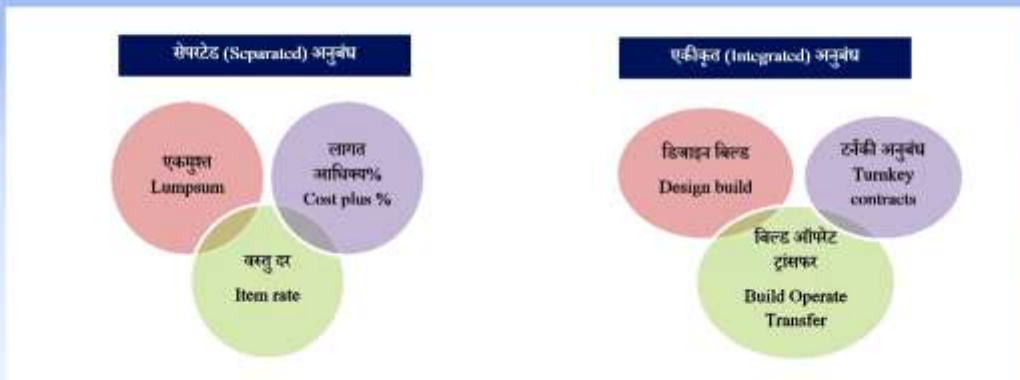 सेपरेटेड (Separated) अनुबंध
एकमुश्त
Lumpsum
लागत
आधिक्य%
Cost plus %
वस्तु दर
Item rate
एकीकृत (Integrated) अनुबंध
डिजाइन बिल्ड
Design build
टर्नकी अनुबंध
Turnkey
contracts
बिल्ड ऑपरेट
ट्रांसफर
Build Operate
Transfer